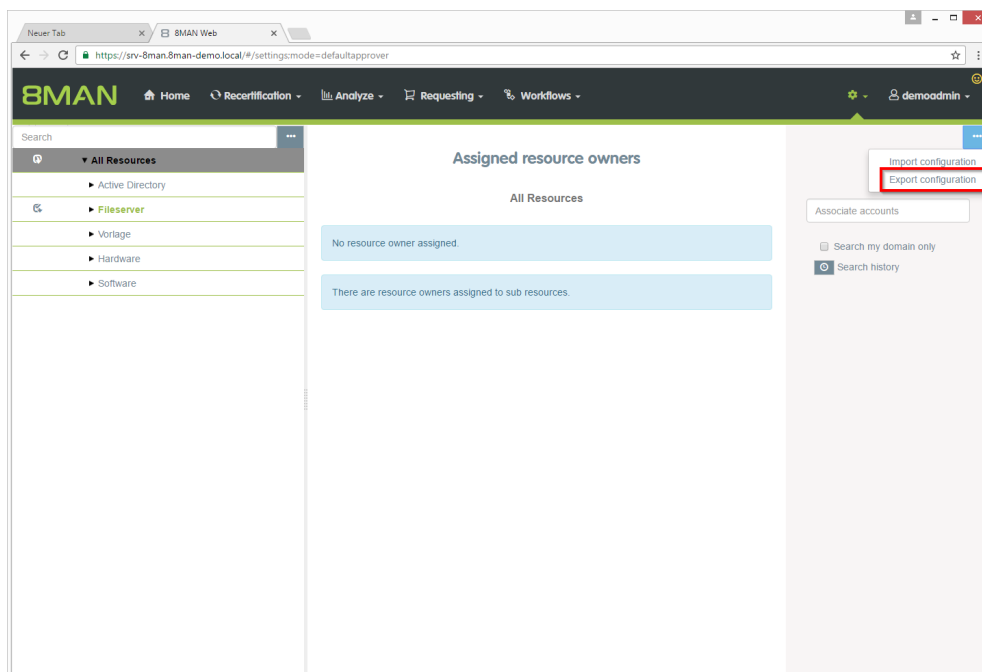 Neuer Tab
8MAN Web
https://srv-8man.8man-demo.local/#/settings:mode=defaultapprover
8MAN
Home
Recertification
Analyze
Requesting
Workflows
demoadmin
Search
All Resources
Active Directory
Fileserver
Vorlage
Hardware
Software
Assigned resource owners
All Resources
No resource owner assigned.
There are resource owners assigned to sub resources.
Import configuration
Export configuration
Associate accounts
Search my domain only
Search history